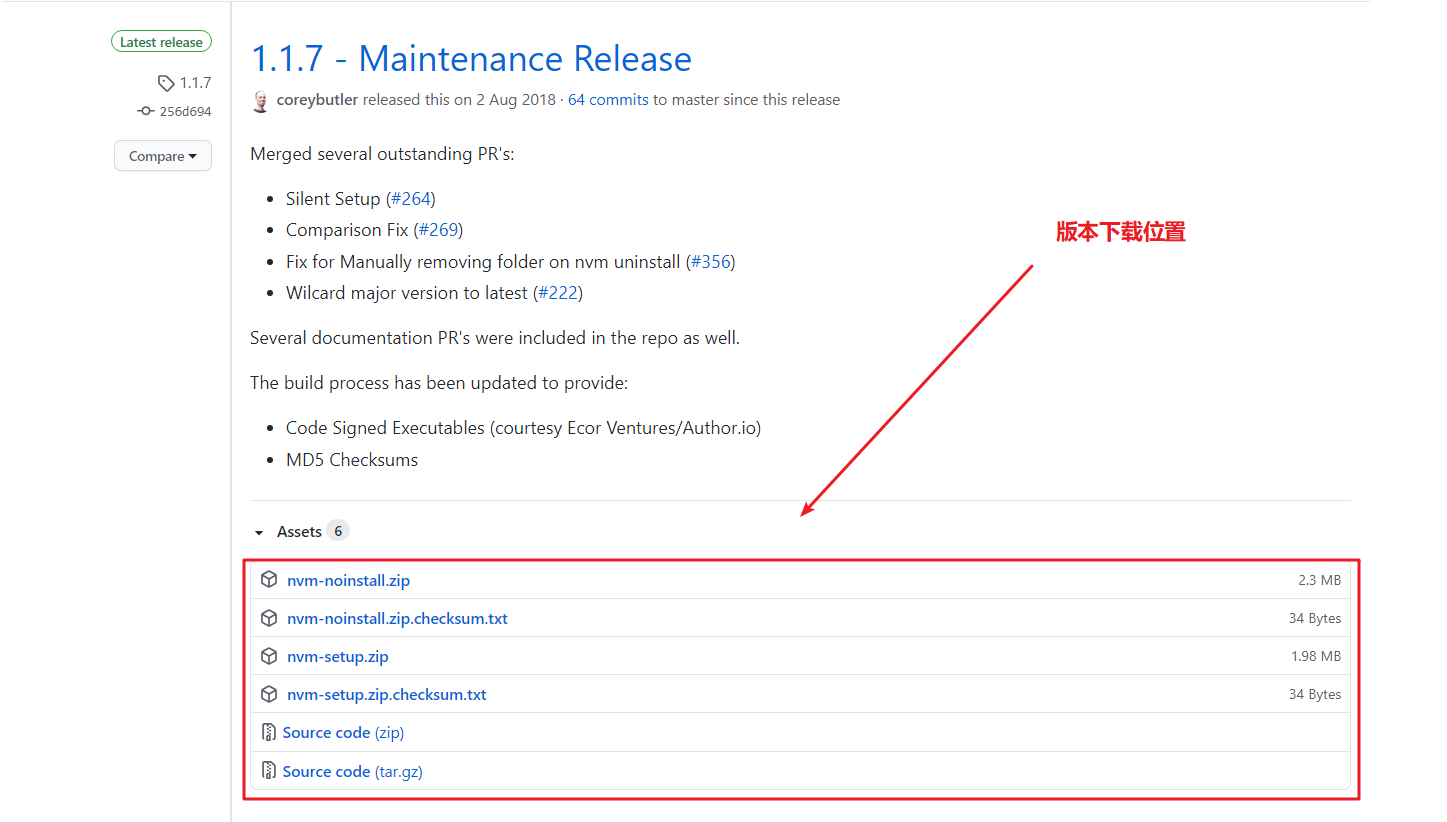 Latest release
1.1.7
256d694
Compare
1.1.7 - Maintenance Release
coreybutler released this on 2 Aug 2018 · 64 commits to master since this release
Merged several outstanding PR's:
Silent Setup (#264)
Comparison Fix (#269)
Fix for Manually removing folder on nvm uninstall (#356)
Wilcard major version to latest (#222)
版本下载位置
Several documentation PR's were included in the repo as well.
The build process has been updated to provide:
Code Signed Executables (courtesy Ecor Ventures/Author.io)
MD5 Checksums
Assets 6
nvm-noinstall.zip 2.3 MB
nvm-noinstall.zip.checksum.txt 34 Bytes
nvm-setup.zip 1.98 MB
nvm-setup.zip.checksum.txt 34 Bytes
Source code (zip)
Source code (tar.gz)